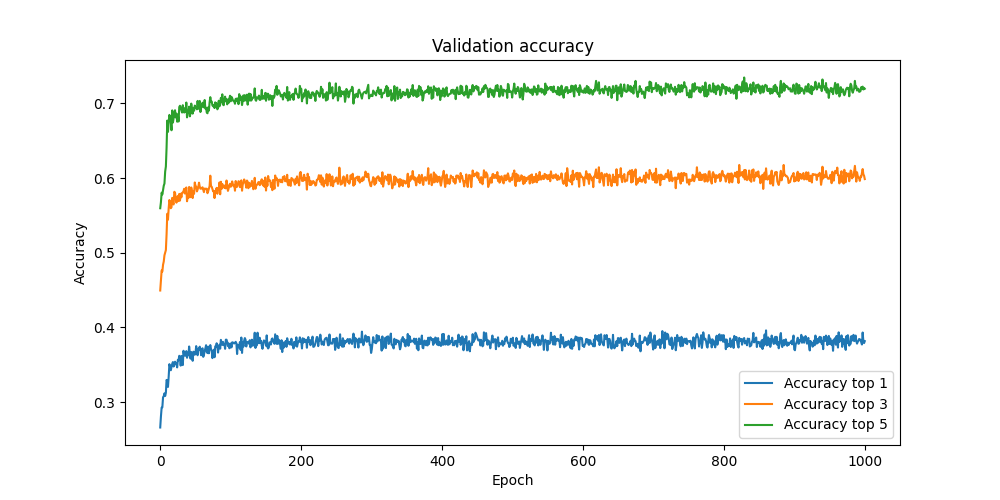 Validation accuracy
Accuracy
0.7
0.6
0.5
0.4
0.3
0
200
400
600
800
1000
Epoch
Accuracy top 1
Accuracy top 3
Accuracy top 5